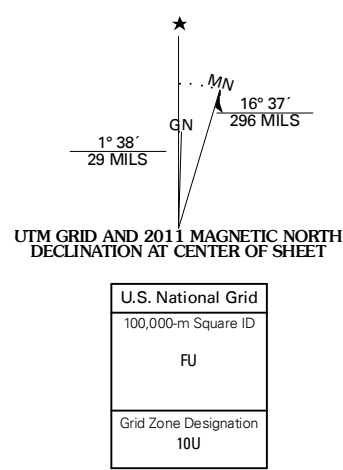 MN
16° 37´
296 MILS
GN
1° 38´
29 MILS
UTM GRID AND 2011 MAGNETIC NORTH
DECLINATION AT CENTER OF SHEET
U.S. National Grid
100,000-m Square ID
FU
Grid Zone Designation
10U